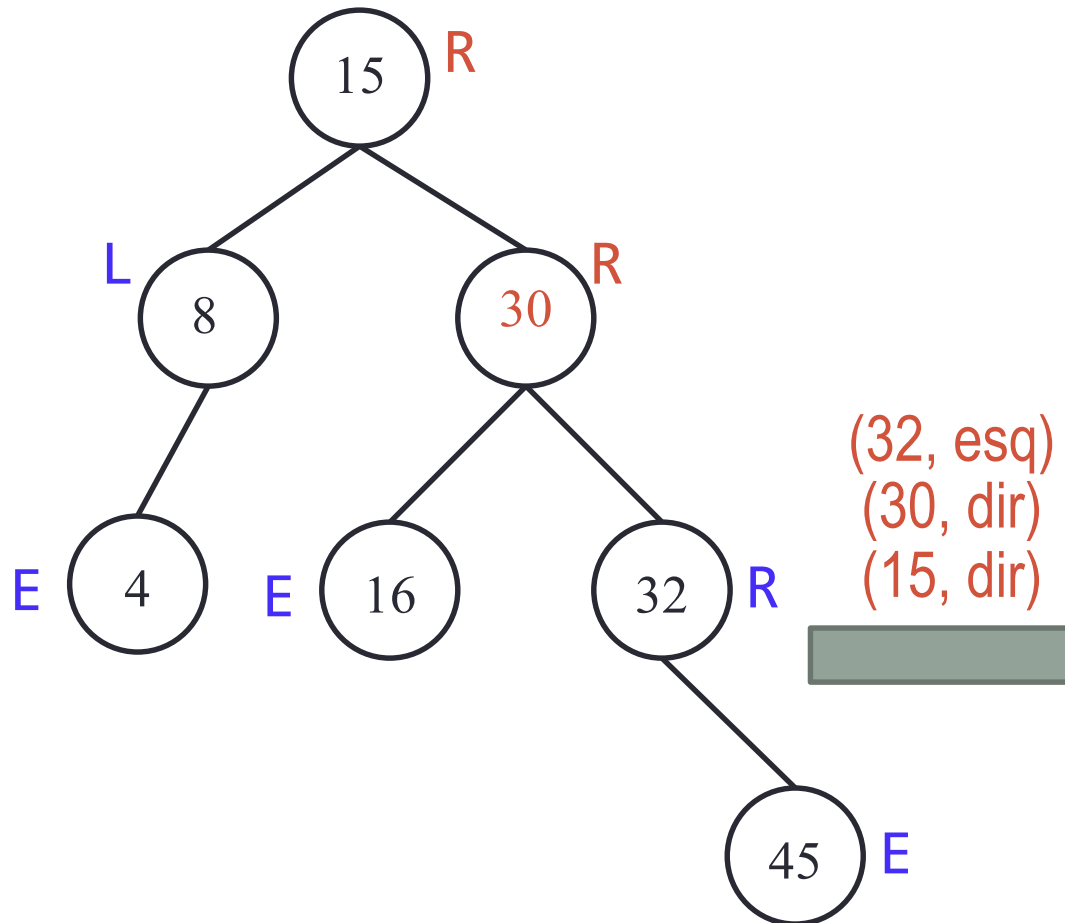 15 R
L 8 30 R
(32, esq)
(30, dir)
(15, dir)
E 4 E 16 32 R
45 E